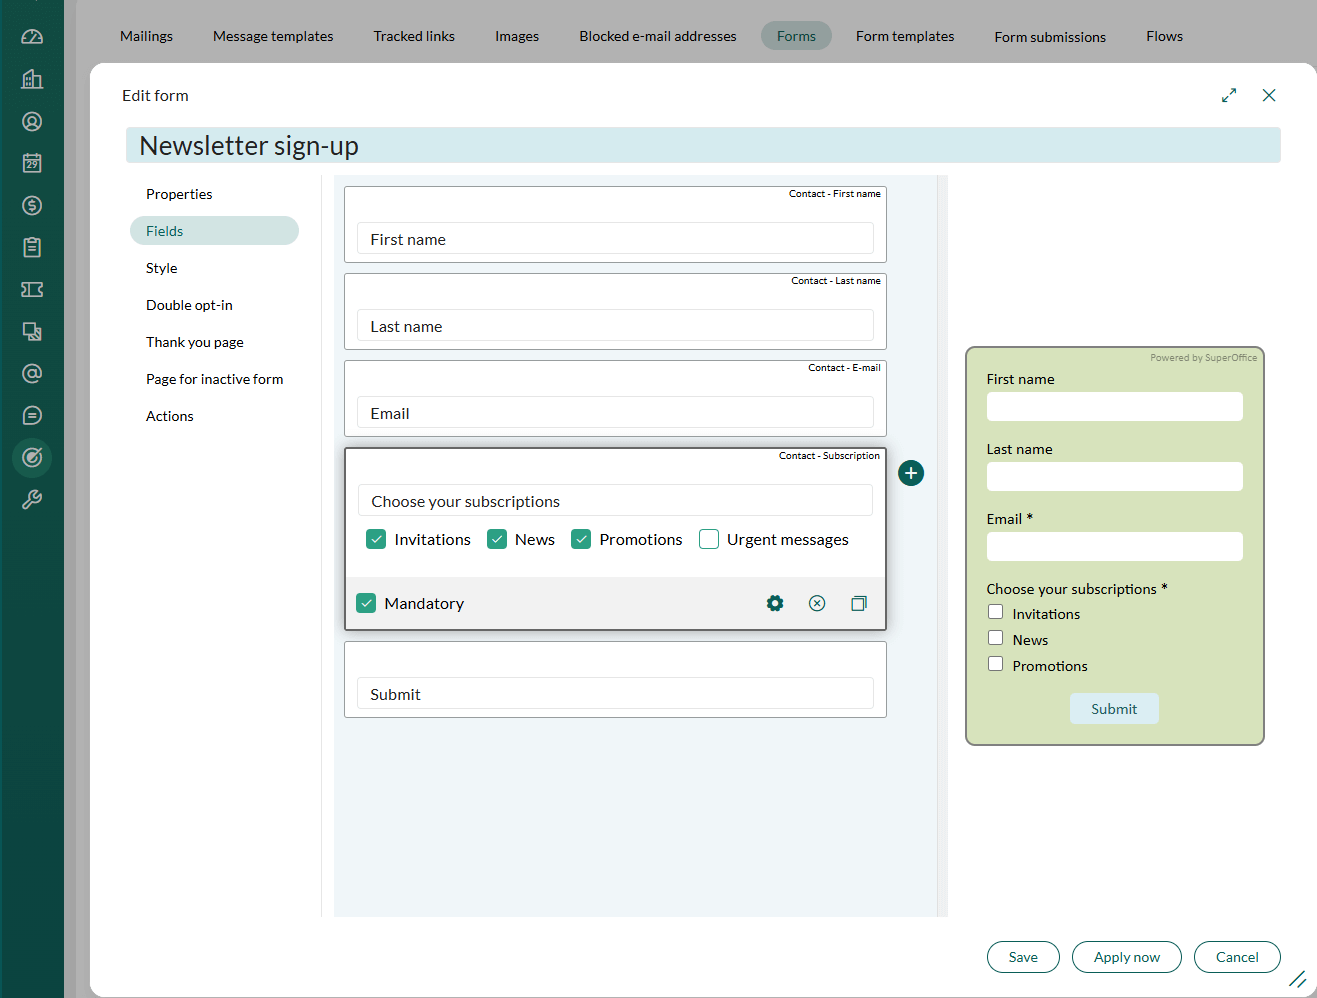 Mailings Message templates Tracked links Images Blocked e-mail addresses Forms Form templates Form submissions Flows
Edit form
Newsletter sign-up
Properties
Fields
Style
Double opt-in
Thank you page
Page for inactive form
Actions
Contact - First name
First name
Contact - Last name
Last name
Contact - E-mail
Email
Contact - Subscription
Choose your subscriptions
Invitations News Promotions Urgent messages
Mandatory
Submit
Powered by SuperOffice
First name
Last name
Email *
Choose your subscriptions *
Invitations
News
Promotions
Submit
Save Apply now Cancel
29